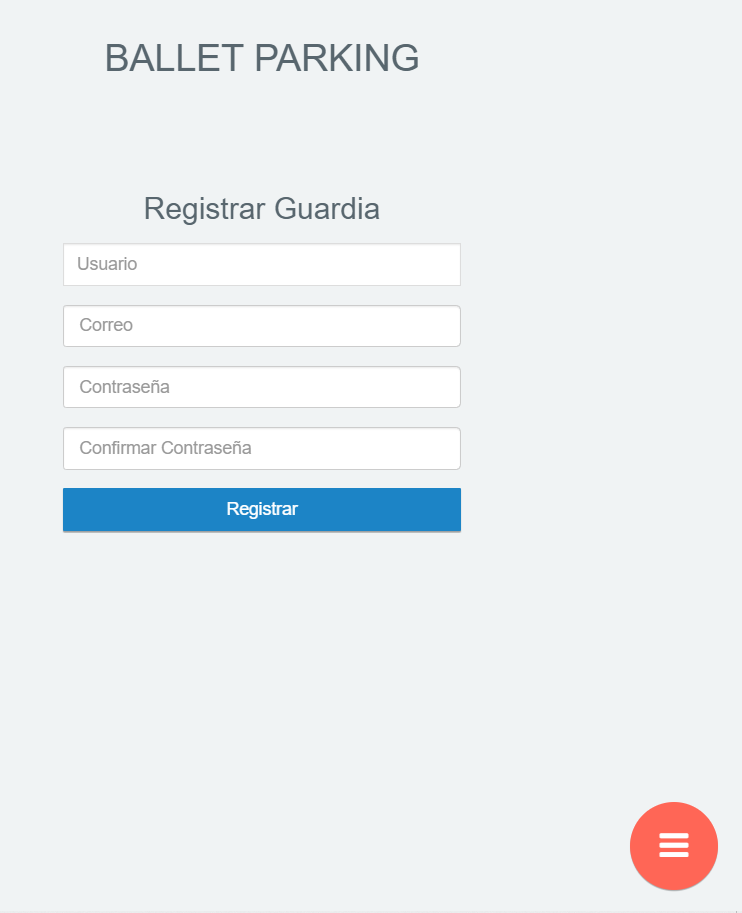 BALLET PARKING
Registrar Guardia
Usuario
Correo
Contraseña
Confirmar Contraseña
Registrar